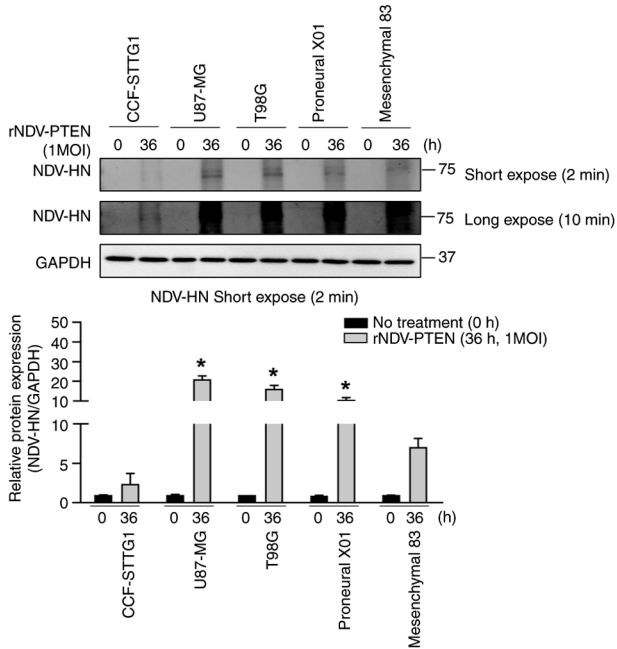 CCF-STTG1
U87-MG
T98G
Proneural X01
Mesenchymal 83
rNDV-PTEN
(1MOI)
0 36 0 36 0 36 0 36 0 36 (h)
NDV-HN
75
Short expose (2 min)
NDV-HN
75
Long expose (10 min)
GAPDH
37
NDV-HN Short expose (2 min)
Relative protein expression
(NDV-HN/GAPDH)
50
40
30
20
10
10
5
0
No treatment (0 h)
rNDV-PTEN (36 h, 1MOI)
*
*
*
0 36 0 36 0 36 0 36 0 36 (h)
CCF-STTG1
U87-MG
T98G
Proneural X01
Mesenchymal 83